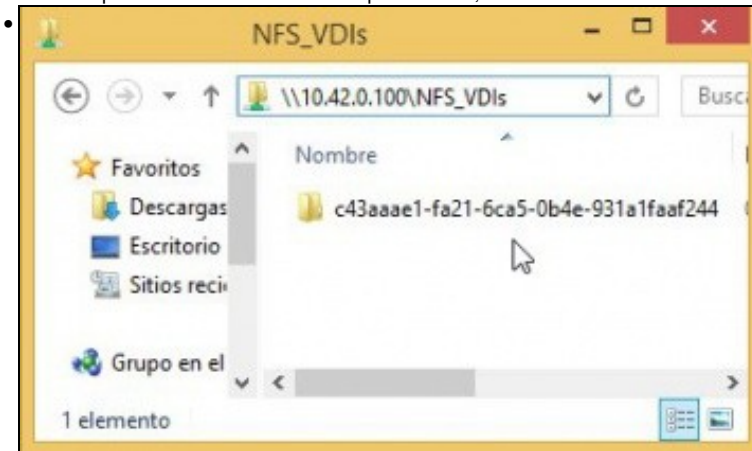 NFS_VDIs
\\10.42.0.100\NFS_VDIs
Busc
Favoritos
Descargas
Escritorio
Sitios reci
Grupo en el
Nombre
c43aaae1-fa21-6ca5-0b4e-931a1faaf244
1 elemento